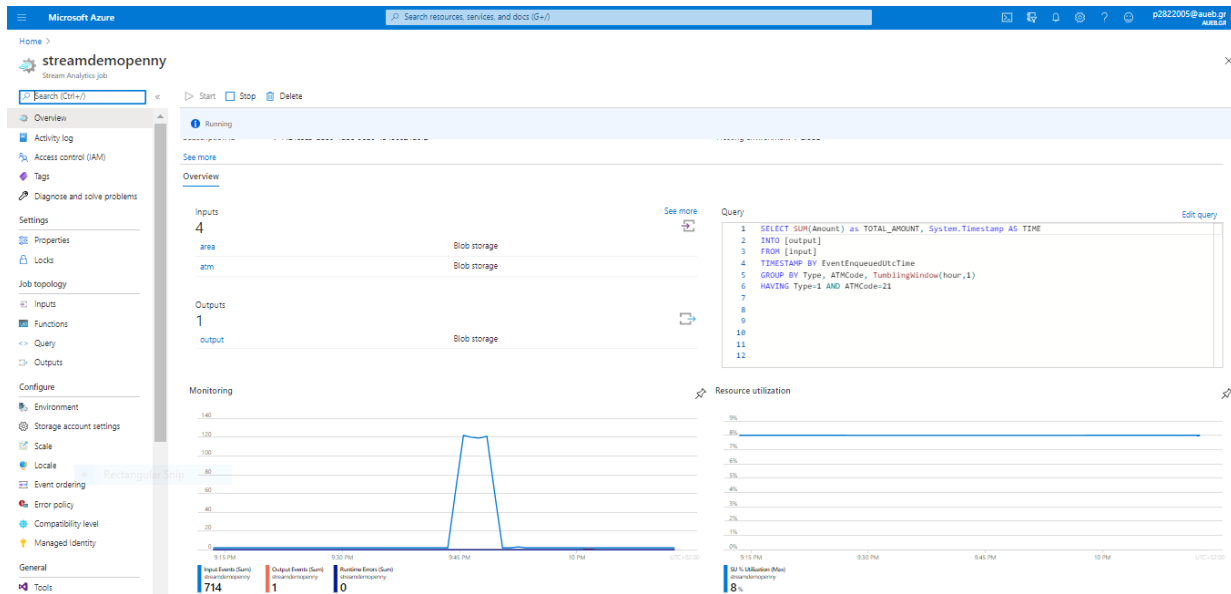 Microsoft Azure
Search resources, services, and docs (G+/)
p2822005@aueb.gr
AUEB.GR
Home >
streamdemopenny
Stream Analytics job
Search (Ctrl+/)
«
Start
Stop
Delete
Overview
Activity log
Access control (IAM)
Tags
Diagnose and solve problems
Settings
Properties
Locks
Job topology
Inputs
Functions
Query
Outputs
Configure
Environment
Storage account settings
Scale
Locale
Event ordering
Error policy
Compatibility level
Managed Identity
General
Tools
Rectangular Snip
Running
See more
Overview
Inputs
See more
4
area Blob storage
atm Blob storage
Outputs
1
output Blob storage
Query
Edit query
1 SELECT SUM(Amount) as TOTAL_AMOUNT, System.Timestamp AS TIME
2 INTO [output]
3 FROM [input]
4 TIMESTAMP BY EventEnqueuedUtcTime
5 GROUP BY Type, ATMCode, TumblingWindow(hour,1)
6 HAVING Type=1 AND ATMCode=21
7
8
9
10
11
12
Monitoring
140
120
100
80
60
40
20
0
9:15 PM 9:30 PM 9:45 PM 10 PM UTC+02:00
Input Events (Sum)
streamdemopenny
714
Output Events (Sum)
streamdemopenny
1
Runtime Errors (Sum)
streamdemopenny
0
Resource utilization
9%
8%
7%
6%
5%
4%
3%
2%
1%
0%
9:15 PM 9:30 PM 9:45 PM 10 PM UTC+02:00
SU % Utilization (Max)
streamdemopenny
8%